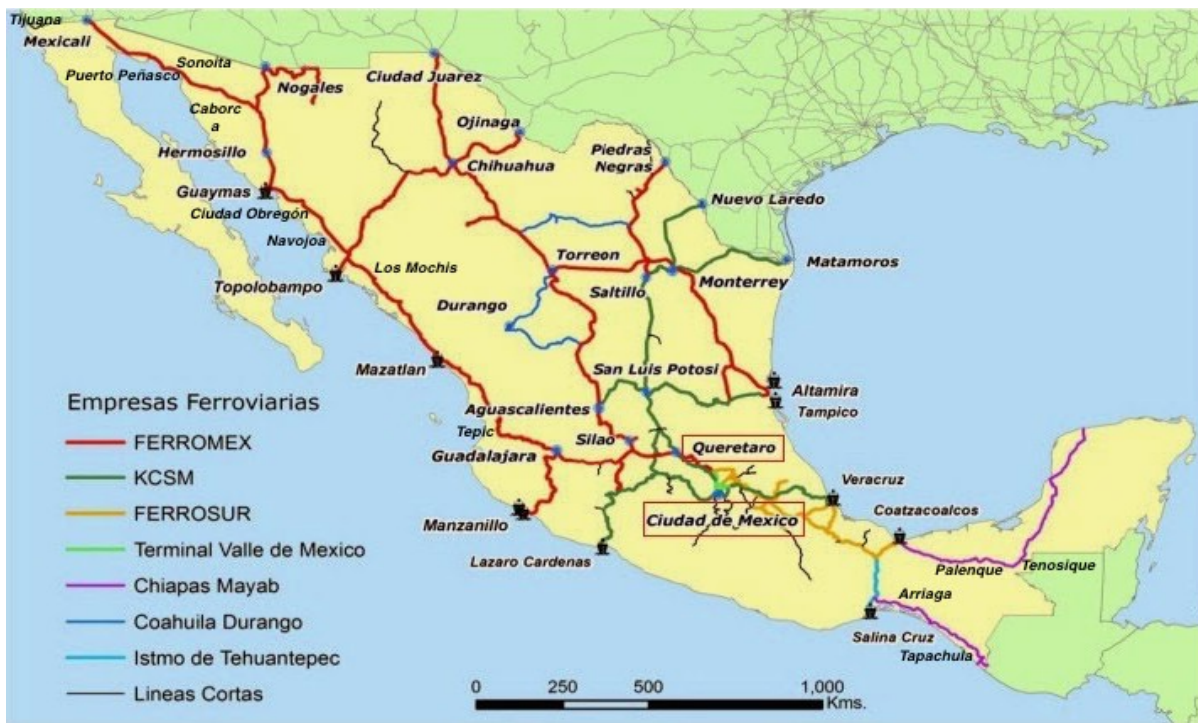 Tijuana
Mexicali
Sonoita
Puerto Peñasco
Nogales
Ciudad Juarez
Caborc
a
Ojinaga
Hermosillo
Chihuahua
Piedras
Negras
Guaymas
Nuevo Laredo
Ciudad Obregón
Navojoa
Los Mochis
Torreon
Matamoros
Topolobampo
Saltillo
Monterrey
Durango
Mazatlan
San Luis Potosi
Altamira
Tampico
Aguascalientes
Tepic
Silao
Queretaro
Guadalajara
Veracruz
Manzanillo
Ciudad de Mexico
Coatzacoalcos
Lazaro Cardenas
Palenque
Tenosique
Arriaga
Salina Cruz
Tapachula
Empresas Ferroviarias
FERROMEX
KCSM
FERROSUR
Terminal Valle de Mexico
Chiapas Mayab
Coahuila Durango
Istmo de Tehuantepec
Lineas Cortas
0 250 500 1,000
Kms.